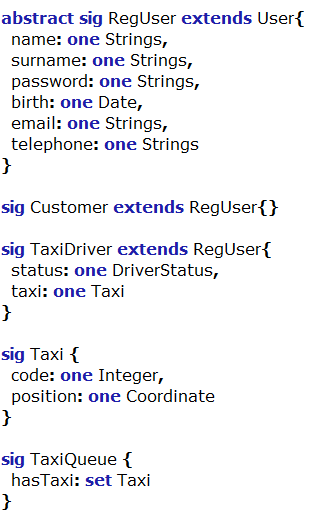 abstract sig RegUser extends User{
name: one Strings,
surname: one Strings,
password: one Strings,
birth: one Date,
email: one Strings,
telephone: one Strings
}
sig Customer extends RegUser{}
sig TaxiDriver extends RegUser{
status: one DriverStatus,
taxi: one Taxi
}
sig Taxi {
code: one Integer,
position: one Coordinate
}
sig TaxiQueue {
hasTaxi: set Taxi
}